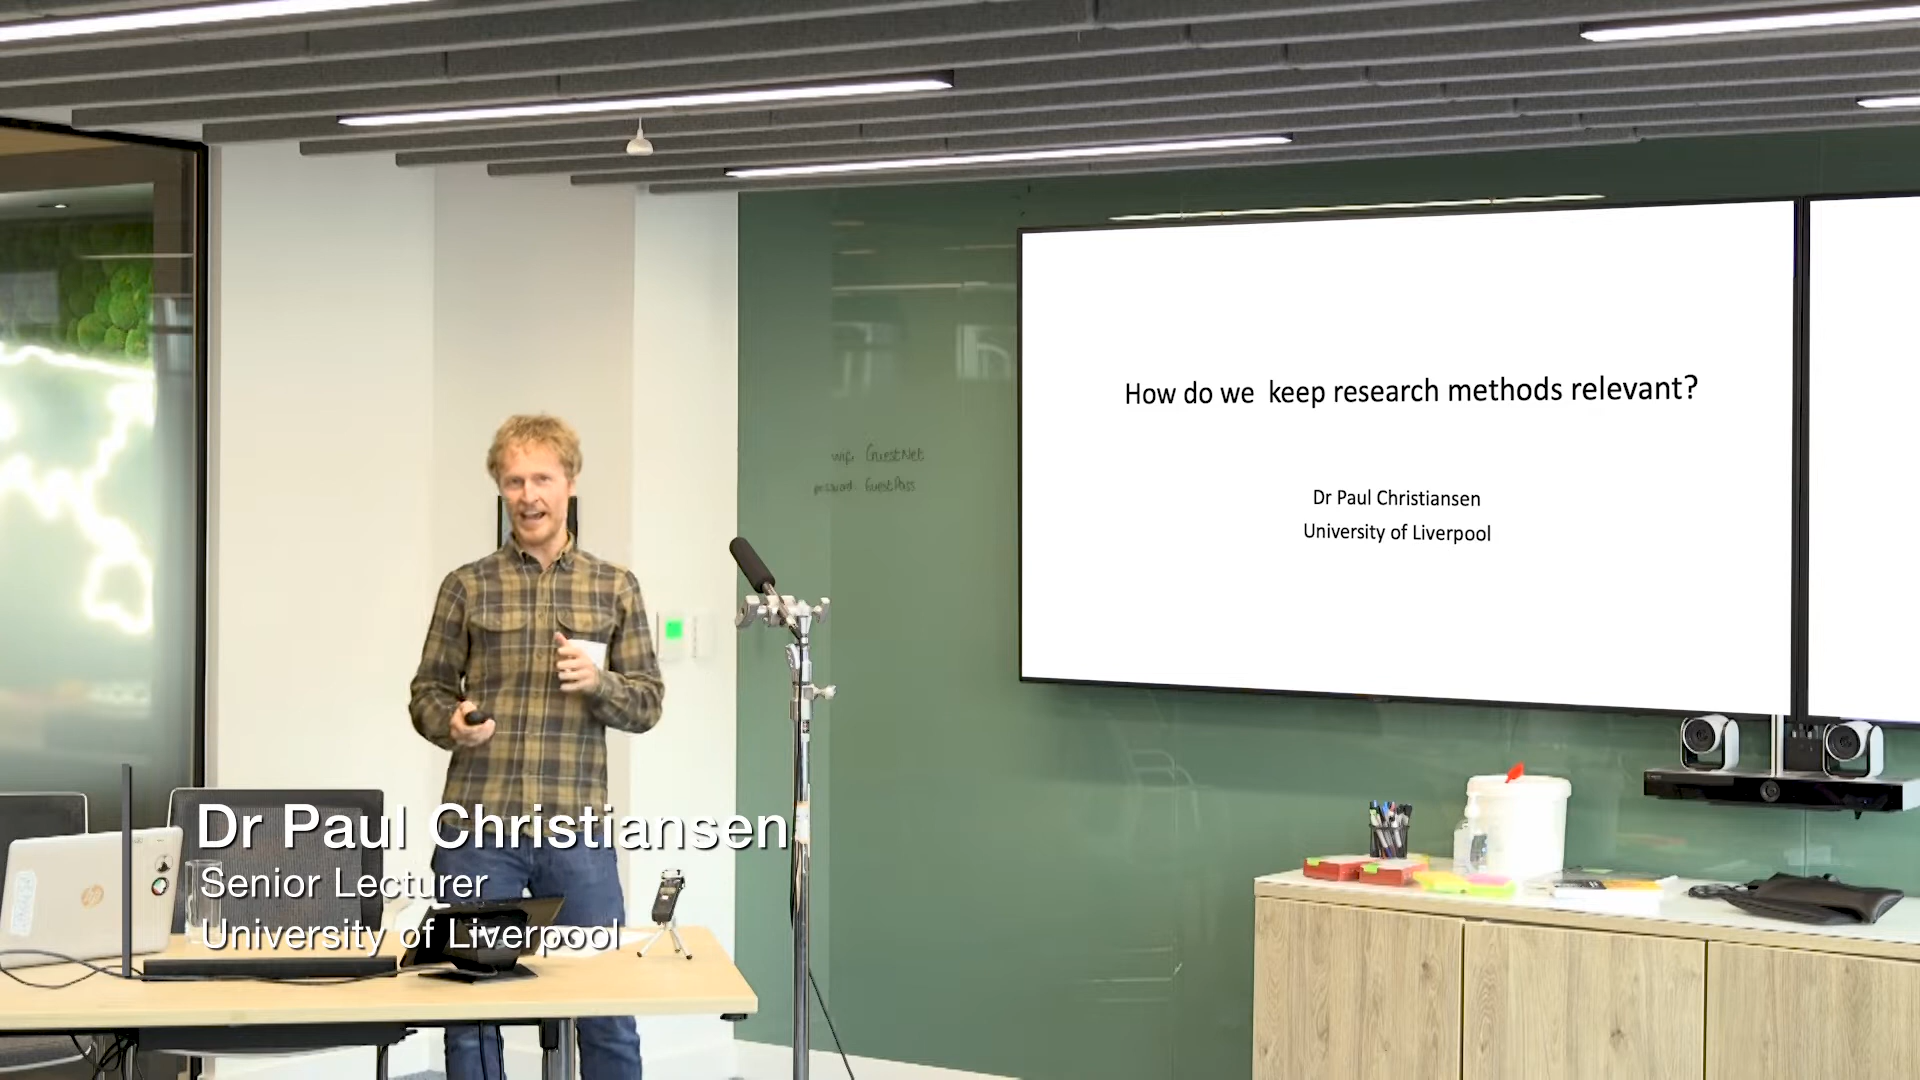 How do we  keep research methods relevant?
Dr Paul Christiansen
University of Liverpool
wifi GuestNet
password: GuestPass
Dr Paul Christiansen
Senior Lecturer
University of Liverpool